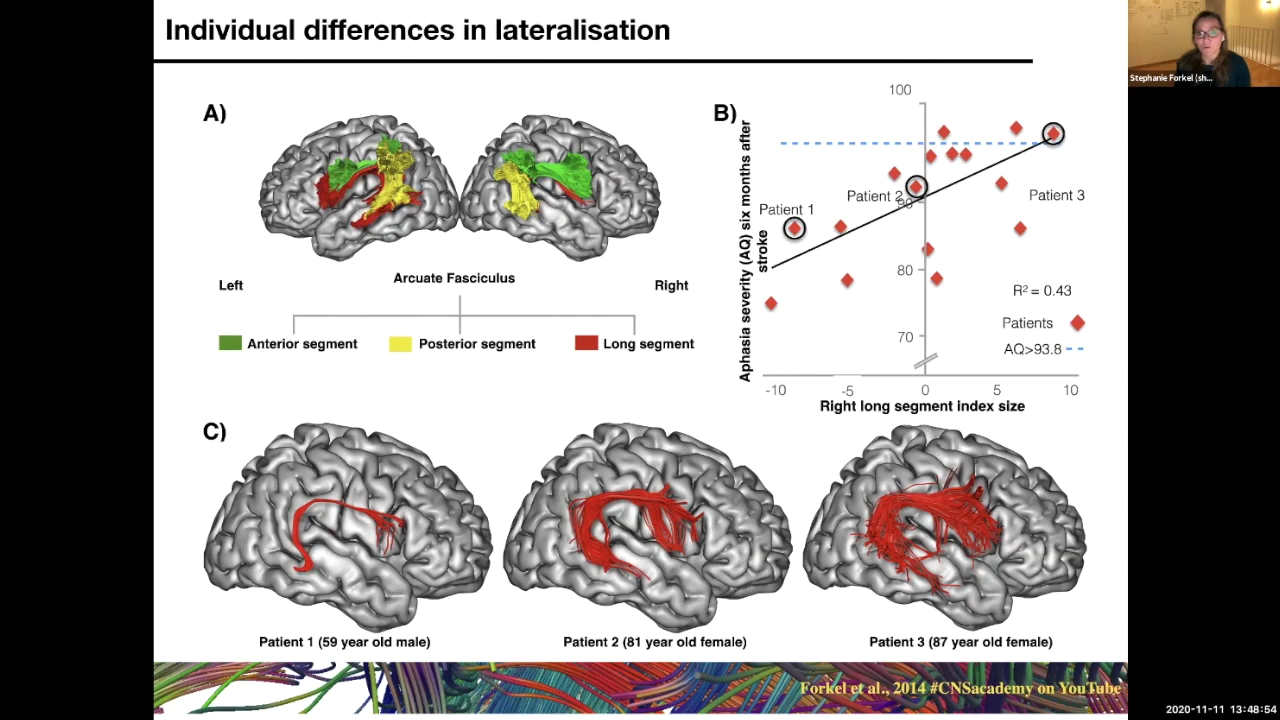 Individual differences in lateralisation
Stephanie Forkel (sh...
A)
Left
Arcuate Fasciculus
Right
Anterior segment
Posterior segment
Long segment
B)
Aphasia severity (AQ) six months after
stroke
100
90
80
70
Patient 1
Patient 2
Patient 3
R² = 0.43
Patients
AQ>93.8
-10
-5
0
5
10
Right long segment index size
C)
Patient 1 (59 year old male)
Patient 2 (81 year old female)
Patient 3 (87 year old female)
Forkel et al., 2014 #CNSacademy on YouTube
2020-11-11 13:48:54